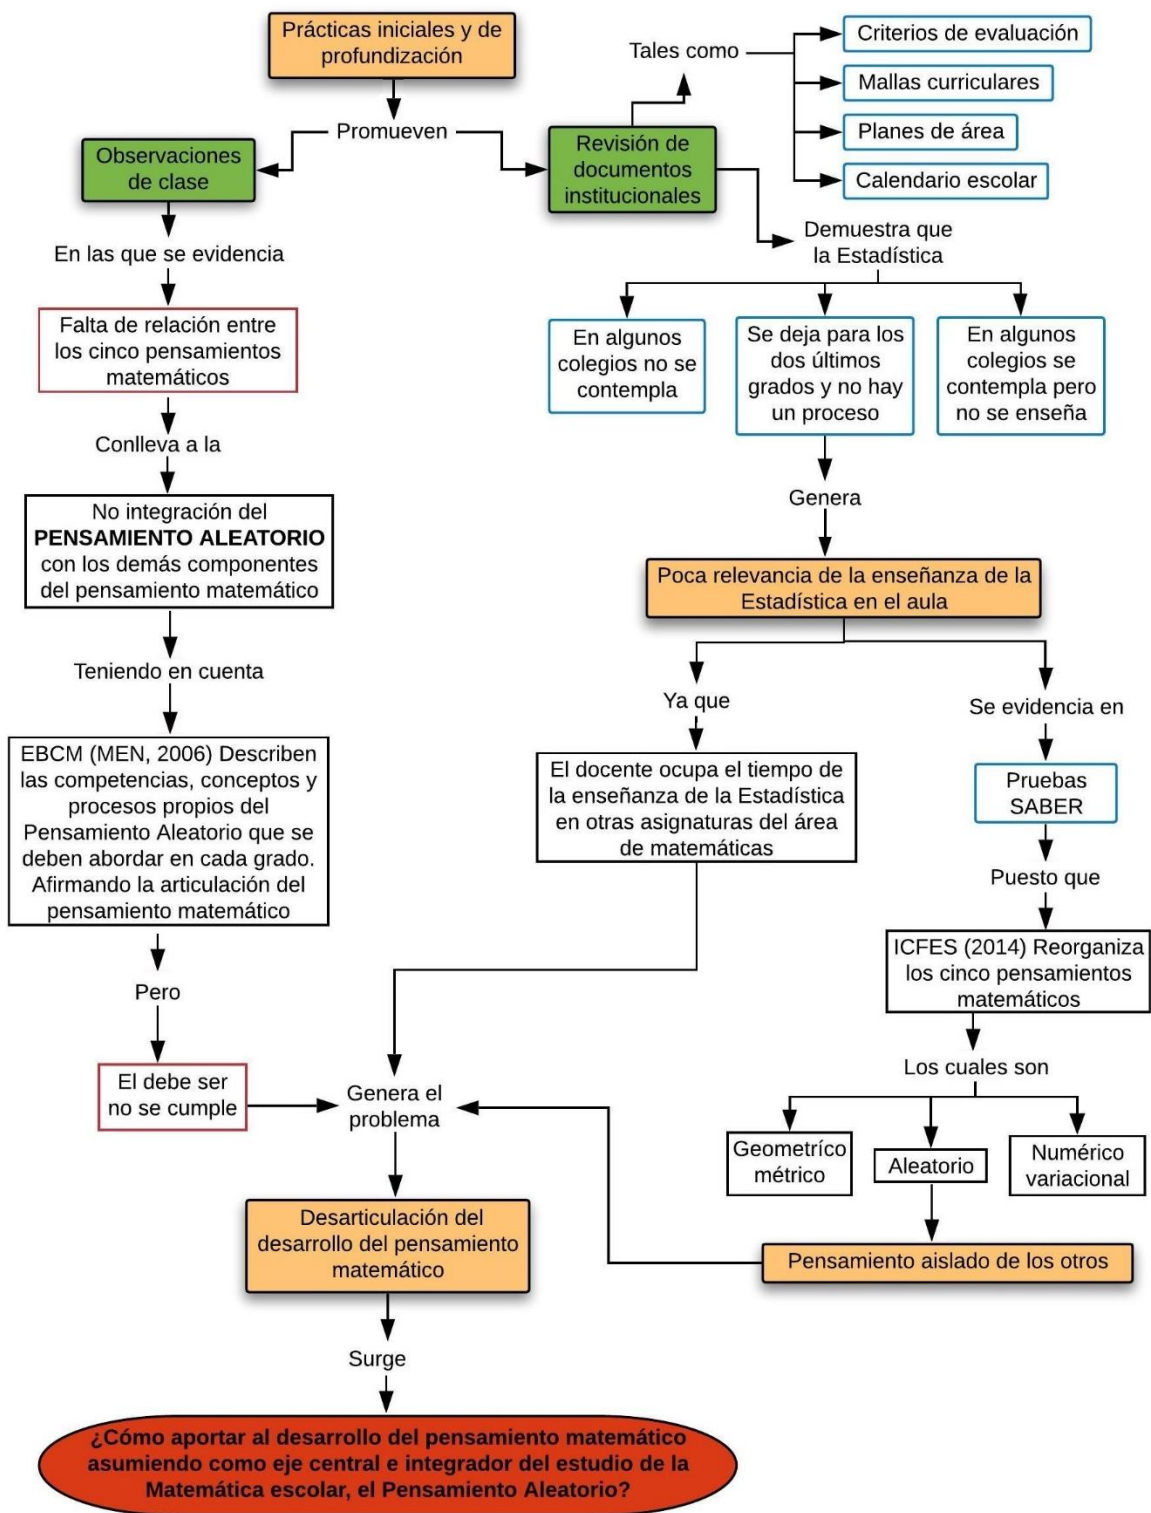 Prácticas iniciales y de
profundización
Promueven
Observaciones
de clase
En las que se evidencia
Falta de relación entre
los cinco pensamientos
matemáticos
Conlleva a la
No integración del
PENSAMIENTO ALEATORIO
con los demás componentes
del pensamiento matemático
Teniendo en cuenta
EBCM (MEN, 2006) Describen
las competencias, conceptos y
procesos propios del
Pensamiento Aleatorio que se
deben abordar en cada grado.
Afirmando la articulación del
pensamiento matemático
Pero
El debe ser
no se cumple
Revisión de
documentos
institucionales
Tales como
Criterios de evaluación
Mallas curriculares
Planes de área
Calendario escolar
Demuestra que
la Estadística
En algunos
colegios no se
contempla
Se deja para los
dos últimos
grados y no hay
un proceso
En algunos
colegios se
contempla pero
no se enseña
Genera
Poca relevancia de la enseñanza de la
Estadística en el aula
Ya que
El docente ocupa el tiempo de
la enseñanza de la Estadística
en otras asignaturas del área
de matemáticas
Se evidencia en
Pruebas
SABER
Puesto que
ICFES (2014) Reorganiza
los cinco pensamientos
matemáticos
Los cuales son
Geometríco
métrico
Aleatorio
Numérico
variacional
Pensamiento aislado de los otros
Genera el
problema
Desarticulación del
desarrollo del pensamiento
matemático
Surge
¿Cómo aportar al desarrollo del pensamiento matemático
asumiendo como eje central e integrador del estudio de la
Matemática escolar, el Pensamiento Aleatorio?